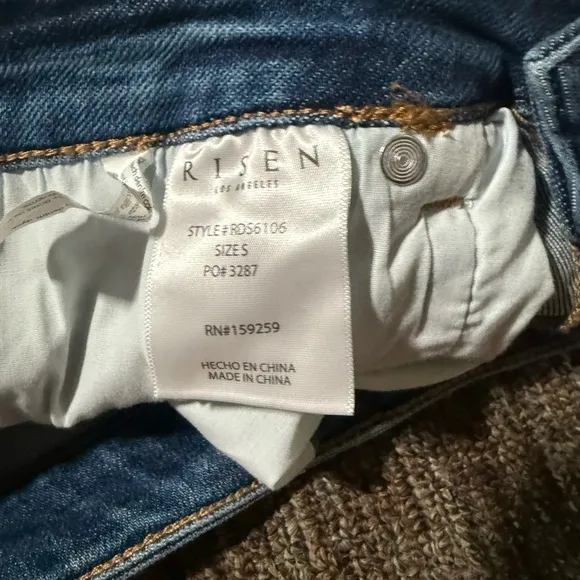 RISEN
LOS ANGELES
STYLE# RDS6106
SIZE S
PO# 3287
RN#159259
HECHO EN CHINA
MADE IN CHINA